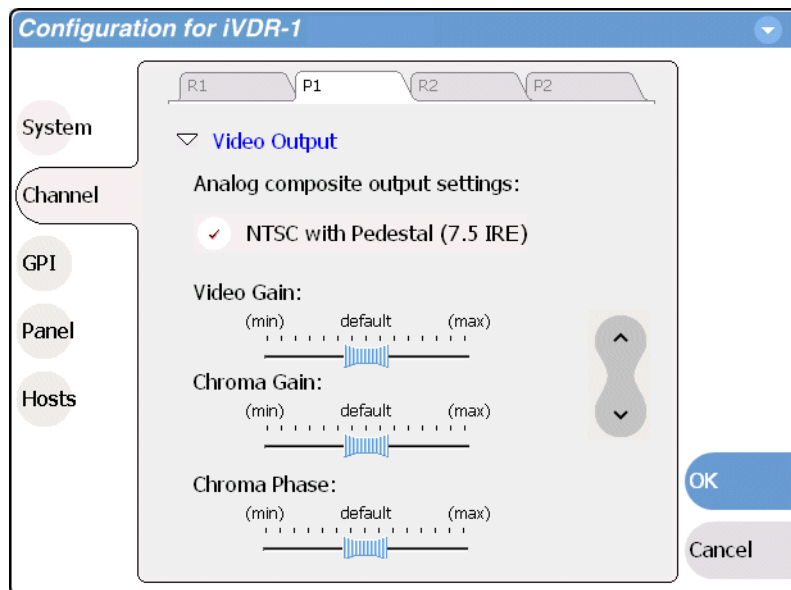 Configuration for iVDR-1
R1
P1
R2
P2
System
Channel
GPI
Panel
Hosts
Video Output
Analog composite output settings:
NTSC with Pedestal (7.5 IRE)
Video Gain:
(min) default (max)
Chroma Gain:
(min) default (max)
Chroma Phase:
(min) default (max)
OK
Cancel